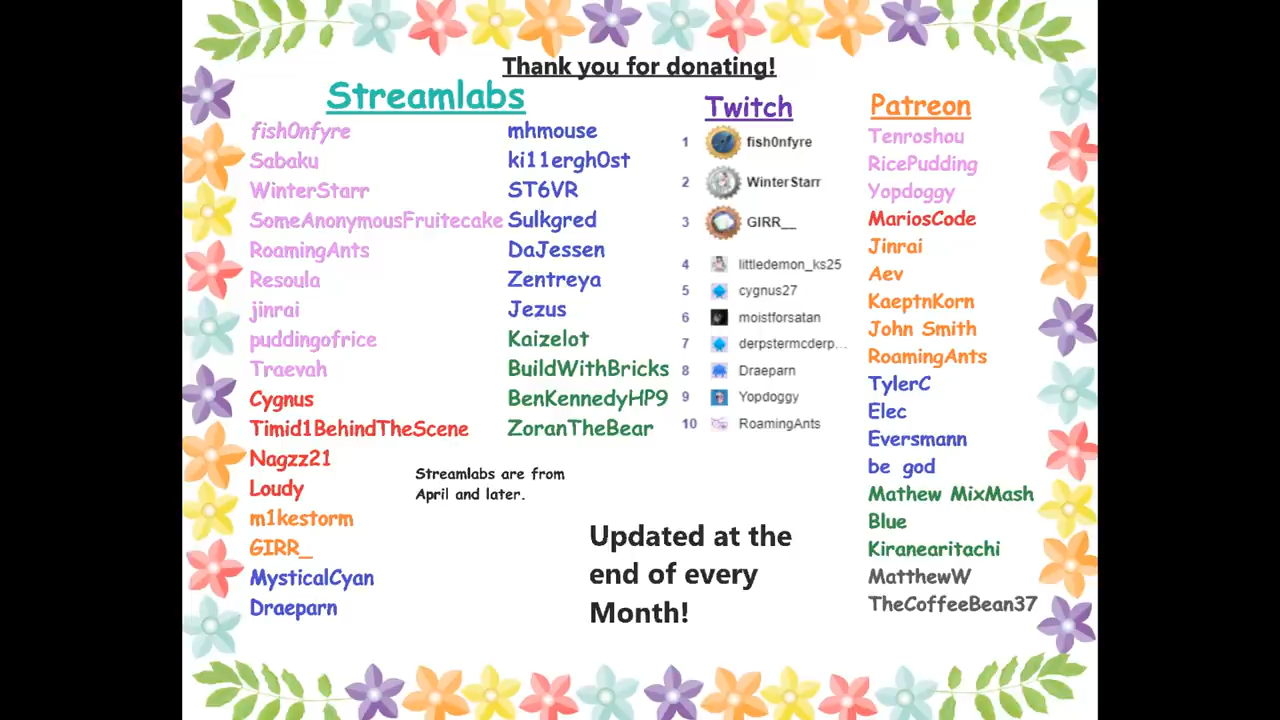 Thank you for donating!
Streamlabs
fish0nfyre
Sabaku
WinterStarr
SomeAnonymousFruitecake
RoamingAnts
Resoula
jinrai
puddingofrice
Traevah
Cygnus
Timid1BehindTheScene
Nagzz21
Loudy
m1kestorm
GIRR_
MysticalCyan
Draeparn
mhmouse
ki11ergh0st
ST6VR
Sulkgred
DaJessen
Zentreya
Jezus
Kaizelot
BuildWithBricks
BenKennedyHP9
ZoranTheBear
Streamlabs are from
April and later.
Twitch
1 fish0nfyre
2 WinterStarr
3 GIRR__
4 littledemon_ks25
5 cygnus27
6 moistforsatan
7 derpstermcderp...
8 Draeparn
9 Yopdoggy
10 RoamingAnts
Updated at the
end of every
Month!
Patreon
Tenroshou
RicePudding
Yopdoggy
MariosCode
Jinrai
Aev
KaeptnKorn
John Smith
RoamingAnts
TylerC
Elec
Eversmann
be god
Mathew MixMash
Blue
Kiranearitachi
MatthewW
TheCoffeeBean37